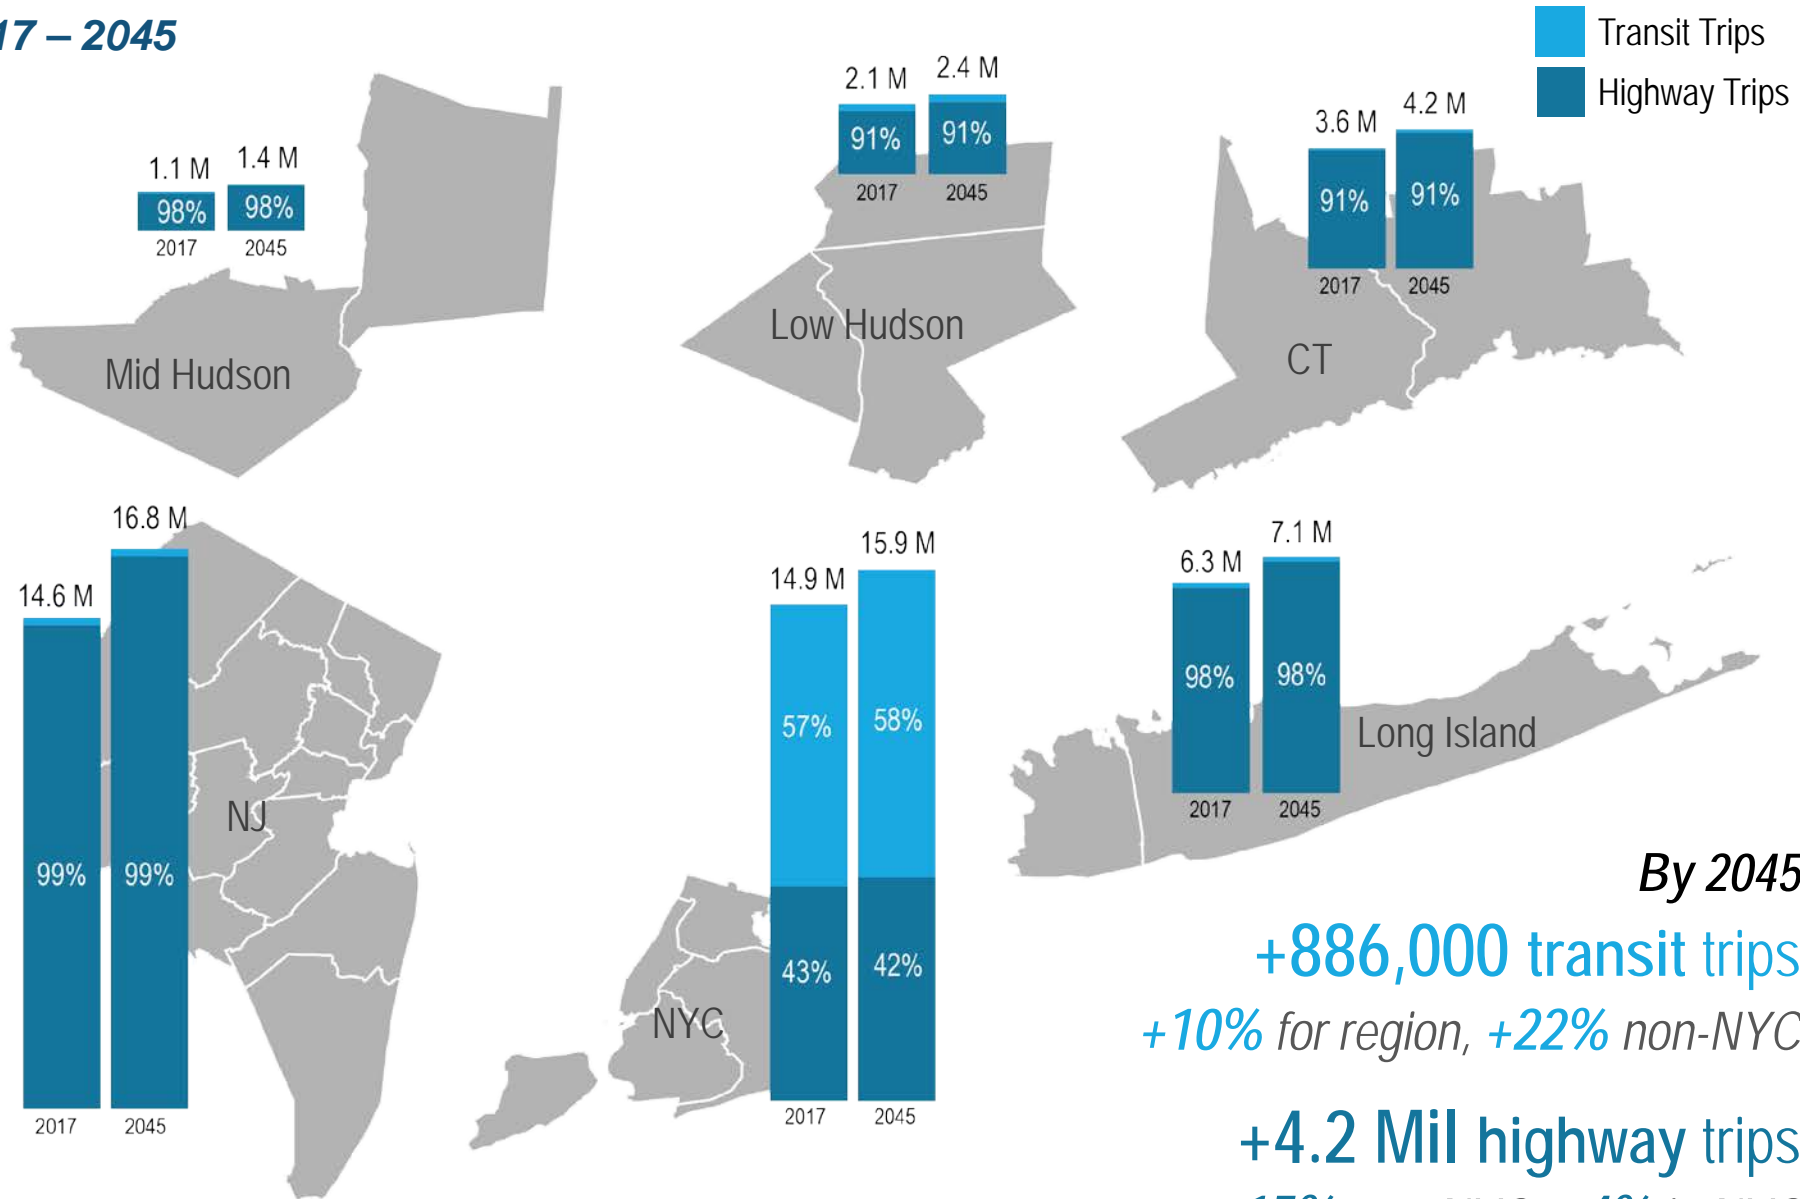 17 – 2045
Transit Trips
Highway Trips
1.1 M 1.4 M
98% 98%
2017 2045
Mid Hudson
2.1 M 2.4 M
91% 91%
2017 2045
Low Hudson
3.6 M 4.2 M
91% 91%
2017 2045
CT
14.6 M 16.8 M
99% 99%
2017 2045
NJ
14.9 M 15.9 M
57% 58%
43% 42%
2017 2045
NYC
6.3 M 7.1 M
98% 98%
2017 2045
Long Island
By 2045
+886,000 transit trips
+10% for region, +22% non-NYC
+4.2 Mil highway trips